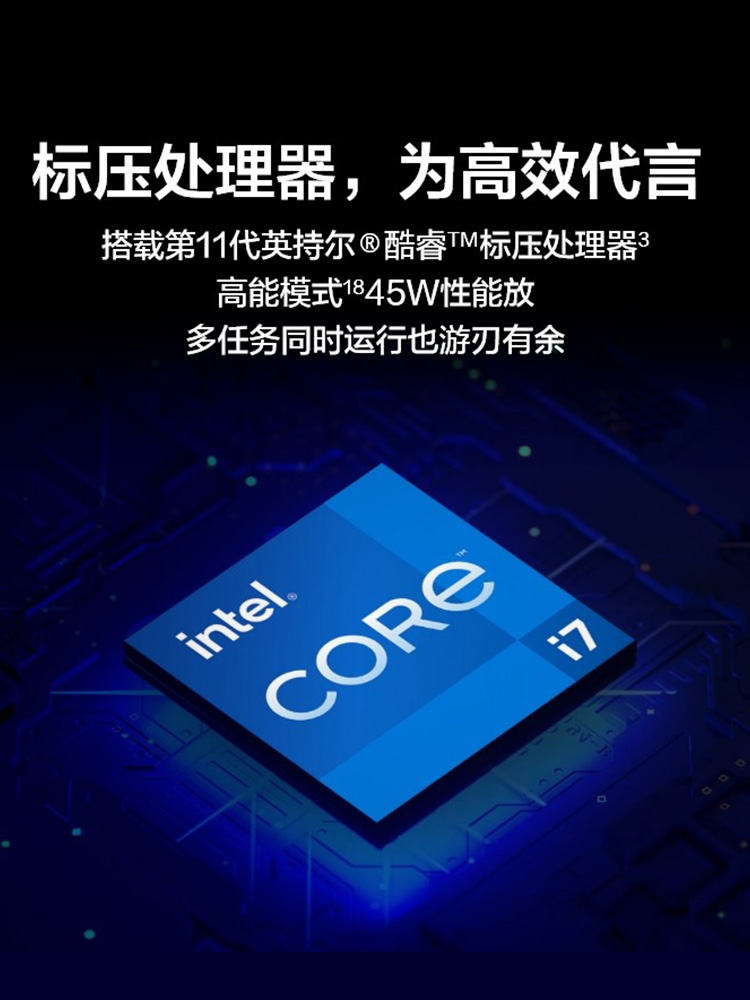 标压处理器，为高效代言
搭载第11代英特尔®酷睿™标压处理器3
高能模式18 45W性能放
多任务同时运行也游刃有余
intel®
CORE™
i7